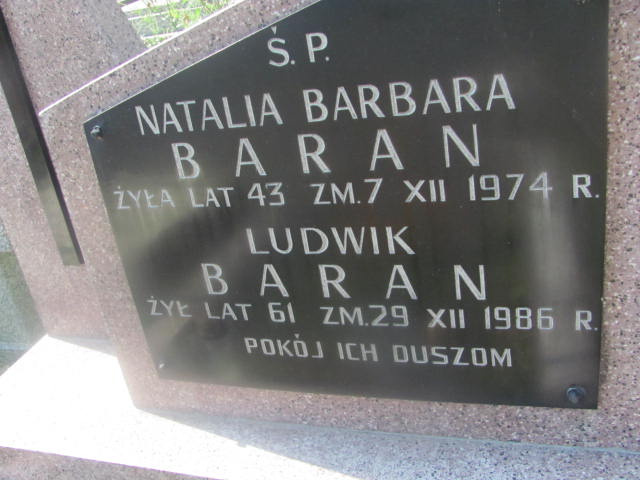 Ś. P.
NATALIA BARBARA
BARAN
ŻYŁA LAT 43 ZM. 7 XII 1974 R.
LUDWIK
BARAN
ŻYŁ LAT 61 ZM. 29 XII 1986 R.
POKÓJ ICH DUSZOM